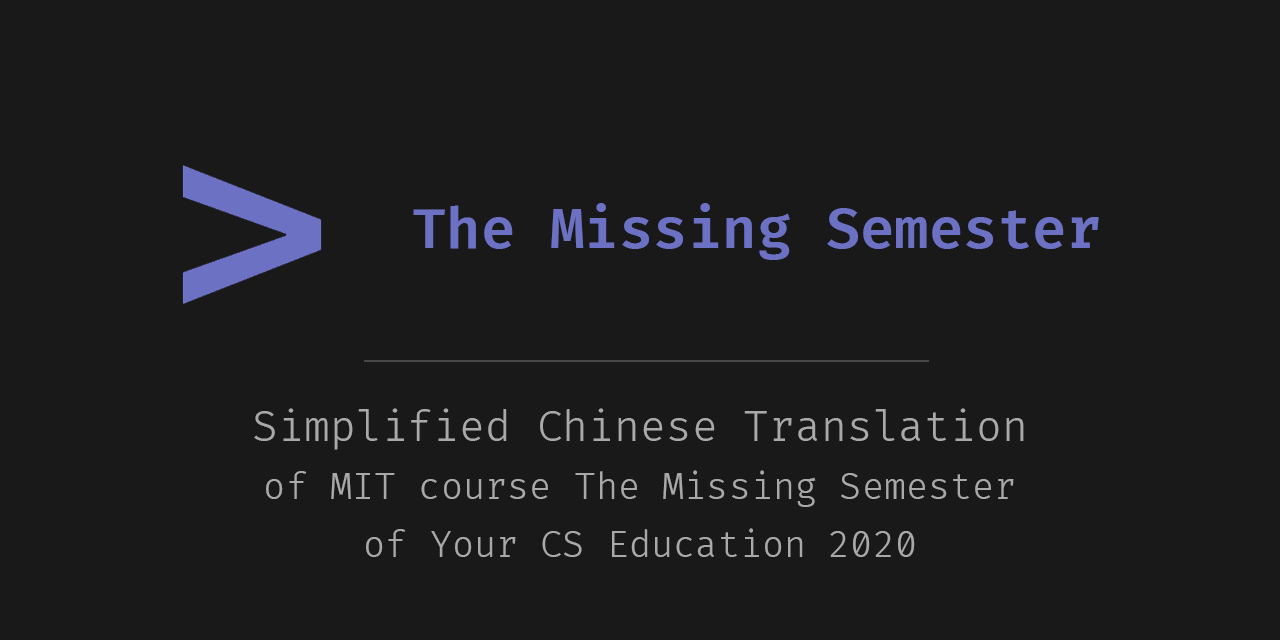 > The Missing Semester
Simplified Chinese Translation
of MIT course The Missing Semester
of Your CS Education 2020